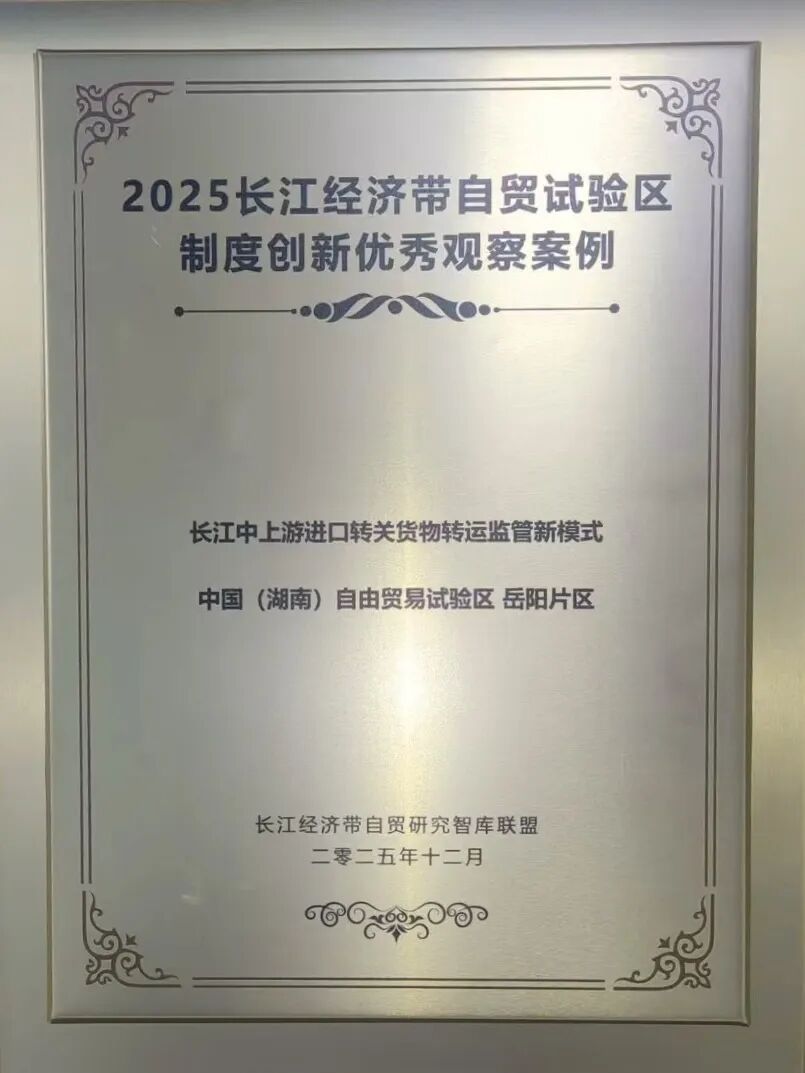 2025长江经济带自贸试验区
制度创新优秀观察案例
长江中上游进口转关货物转运监管新模式
中国（湖南）自由贸易试验区 岳阳片区
长江经济带自贸研究智库联盟
二零二五年十二月